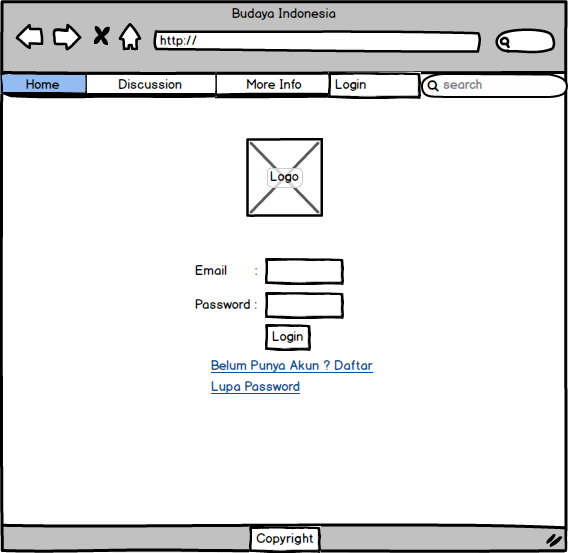 Budaya Indonesia
http://
Home Discussion More Info Login search
Logo
Email :
Password :
Login
Belum Punya Akun ? Daftar
Lupa Password
Copyright